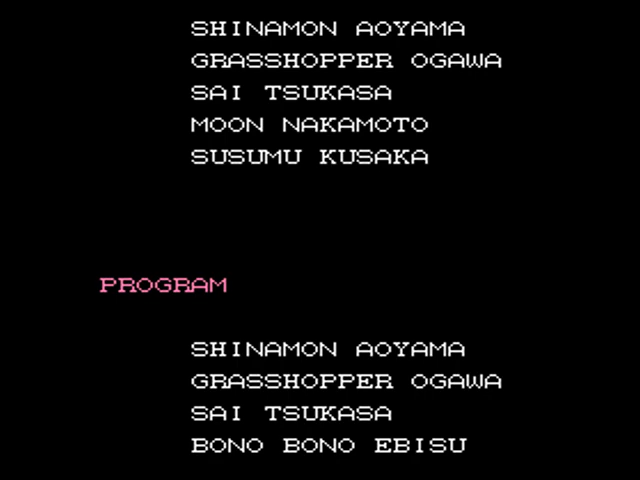 SHINAMON AOYAMA
GRASSHOPPER OGAWA
SAI TSUKASA
MOON NAKAMOTO
SUSUMU KUSAKA
PROGRAM
SHINAMON AOYAMA
GRASSHOPPER OGAWA
SAI TSUKASA
BONO BONO EBISU